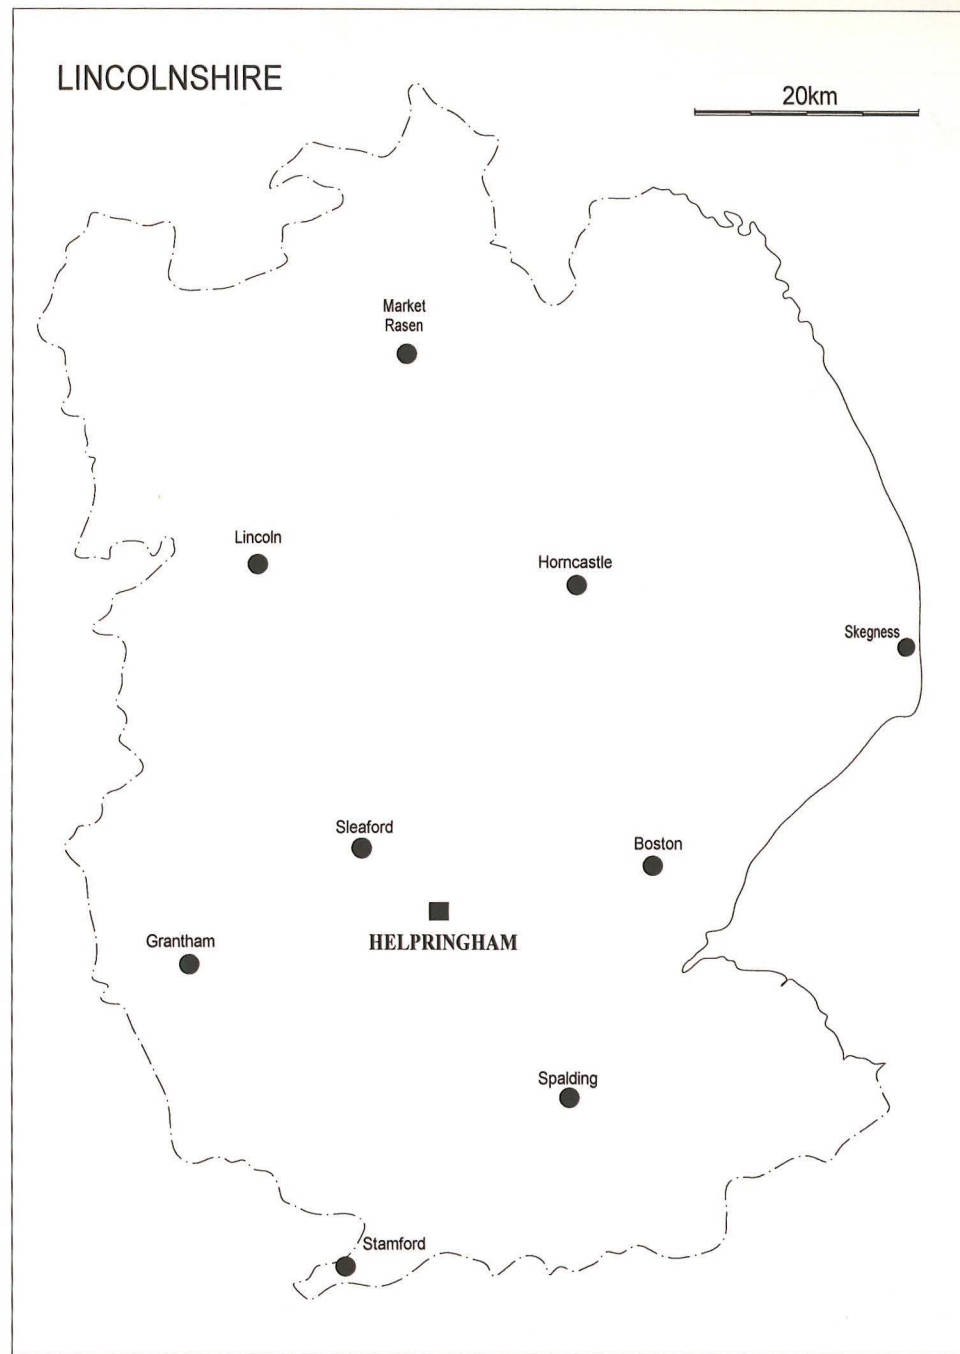 LINCOLNSHIRE
20km
Market
Rasen
Lincoln
Horncastle
Skegness
Sleaford
Boston
HELPRINGHAM
Grantham
Spalding
Stamford